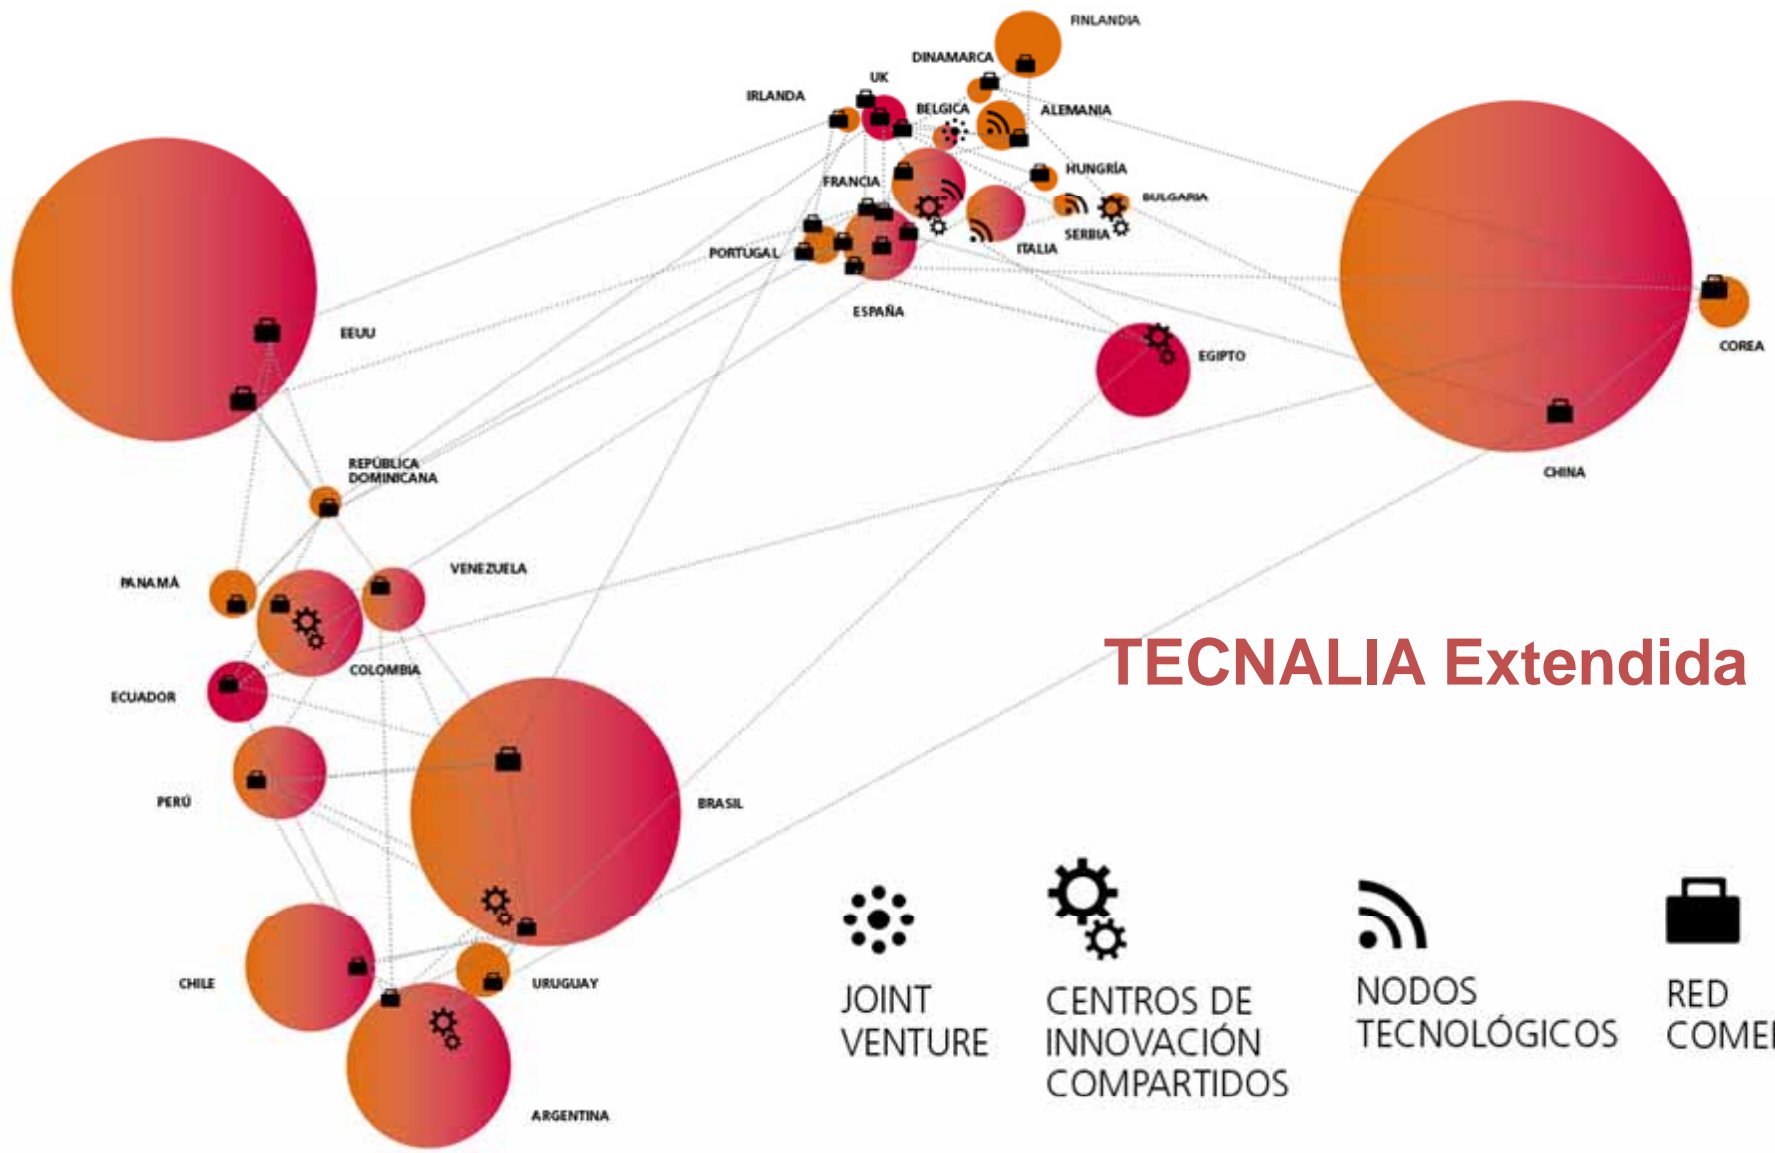 FINLANDIA
DINAMARCA
UK
IRLANDA
BELGICA
ALEMANIA
HUNGRÍA
FRANCIA
BULGARIA
SERBIA
ITALIA
PORTUGAL
ESPAÑA
EEUU
EGIPTO
COREA
CHINA
REPÚBLICA
DOMINICANA
PANAMÁ
VENEZUELA
COLOMBIA
ECUADOR
TECNALIA Extendida
PERÚ
BRASIL
CHILE
URUGUAY
ARGENTINA
JOINT
VENTURE
CENTROS DE
INNOVACIÓN
COMPARTIDOS
NODOS
TECNOLÓGICOS
RED